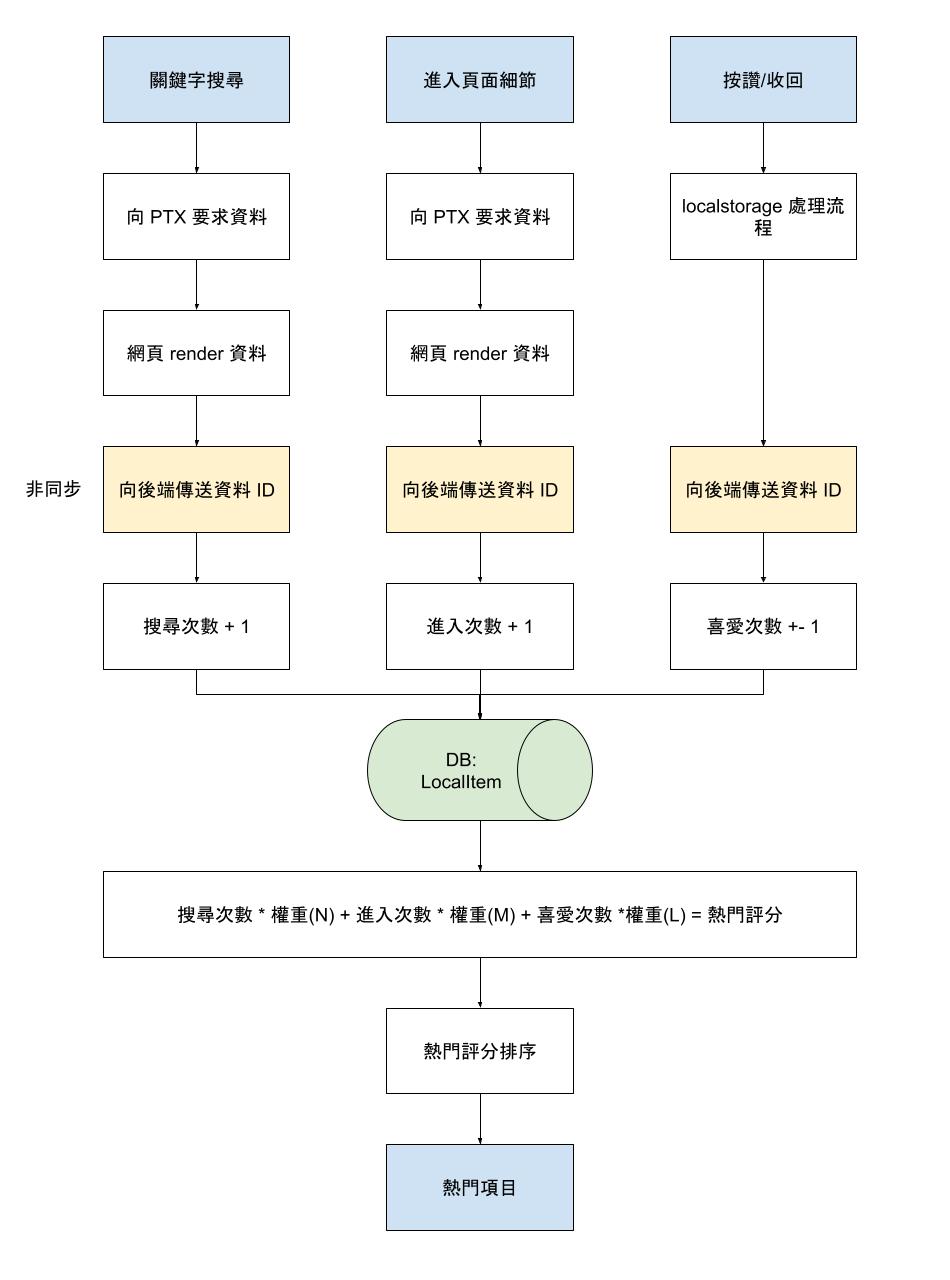 關鍵字搜尋
進入頁面細節
按讚/收回
向 PTX 要求資料
向 PTX 要求資料
localstorage 處理流
程
網頁 render 資料
網頁 render 資料
非同步
向後端傳送資料 ID
向後端傳送資料 ID
向後端傳送資料 ID
搜尋次數 + 1
進入次數 + 1
喜愛次數 +- 1
DB:
LocalItem
搜尋次數 * 權重(N) + 進入次數 * 權重(M) + 喜愛次數 *權重(L) = 熱門評分
熱門評分排序
熱門項目